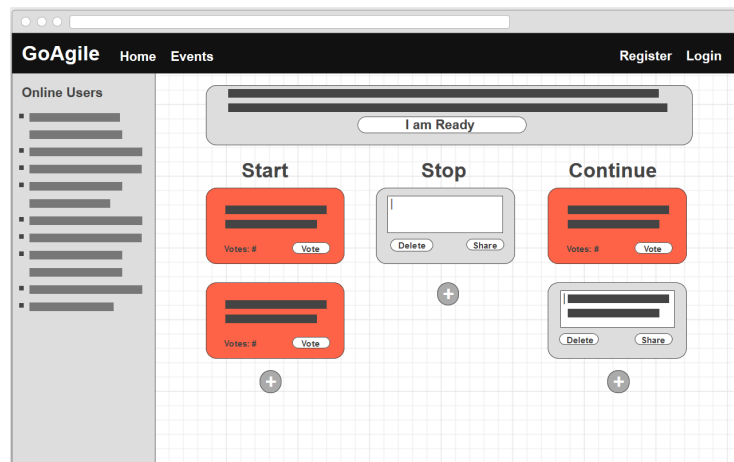 GoAgile Home Events Register Login
Online Users
I am Ready
Start Stop Continue
Votes: # Vote Delete Share Votes: # Vote
+
Votes: # Vote Delete Share
+ +